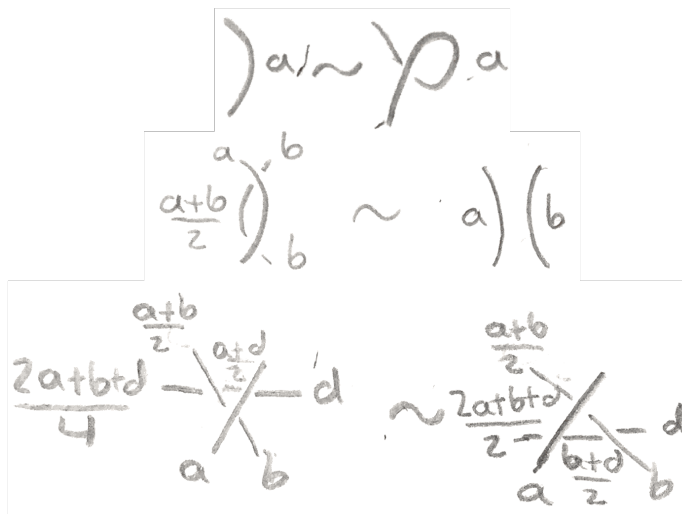 a ~ a
a b
a+b/2 ~ a b
b
a+b/2 a+b/2
2a+b+d/4 a+d/2 d ~ 2a+b+d/2 d
a b a b+d/2 b